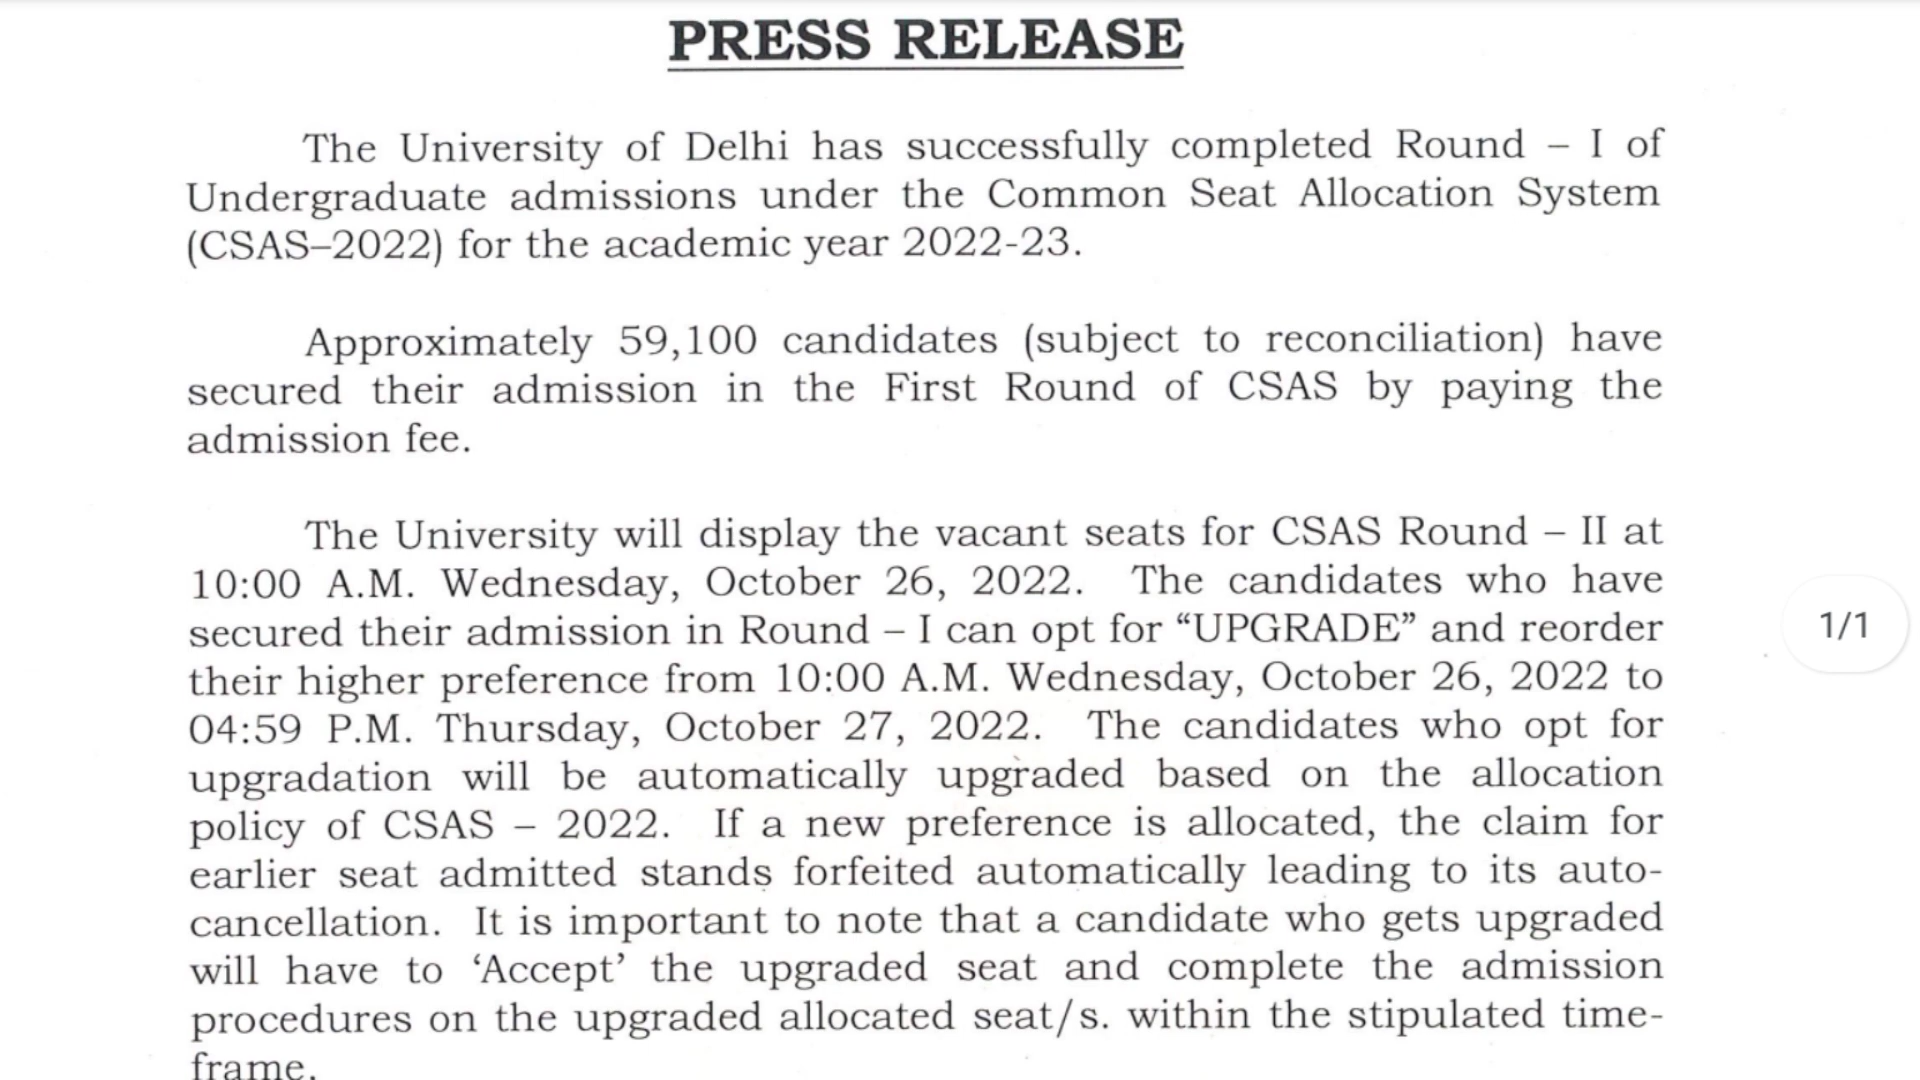 PRESS RELEASE
The University of Delhi has successfully completed Round – I of
Undergraduate admissions under the Common Seat Allocation System
(CSAS–2022) for the academic year 2022-23.
Approximately 59,100 candidates (subject to reconciliation) have
secured their admission in the First Round of CSAS by paying the
admission fee.
The University will display the vacant seats for CSAS Round – II at
10:00 A.M. Wednesday, October 26, 2022. The candidates who have
secured their admission in Round – I can opt for “UPGRADE” and reorder
their higher preference from 10:00 A.M. Wednesday, October 26, 2022 to
04:59 P.M. Thursday, October 27, 2022. The candidates who opt for
upgradation will be automatically upgraded based on the allocation
policy of CSAS – 2022. If a new preference is allocated, the claim for
earlier seat admitted stands forfeited automatically leading to its auto-
cancellation. It is important to note that a candidate who gets upgraded
will have to ‘Accept’ the upgraded seat and complete the admission
procedures on the upgraded allocated seat/s. within the stipulated time-
frame.
1/1